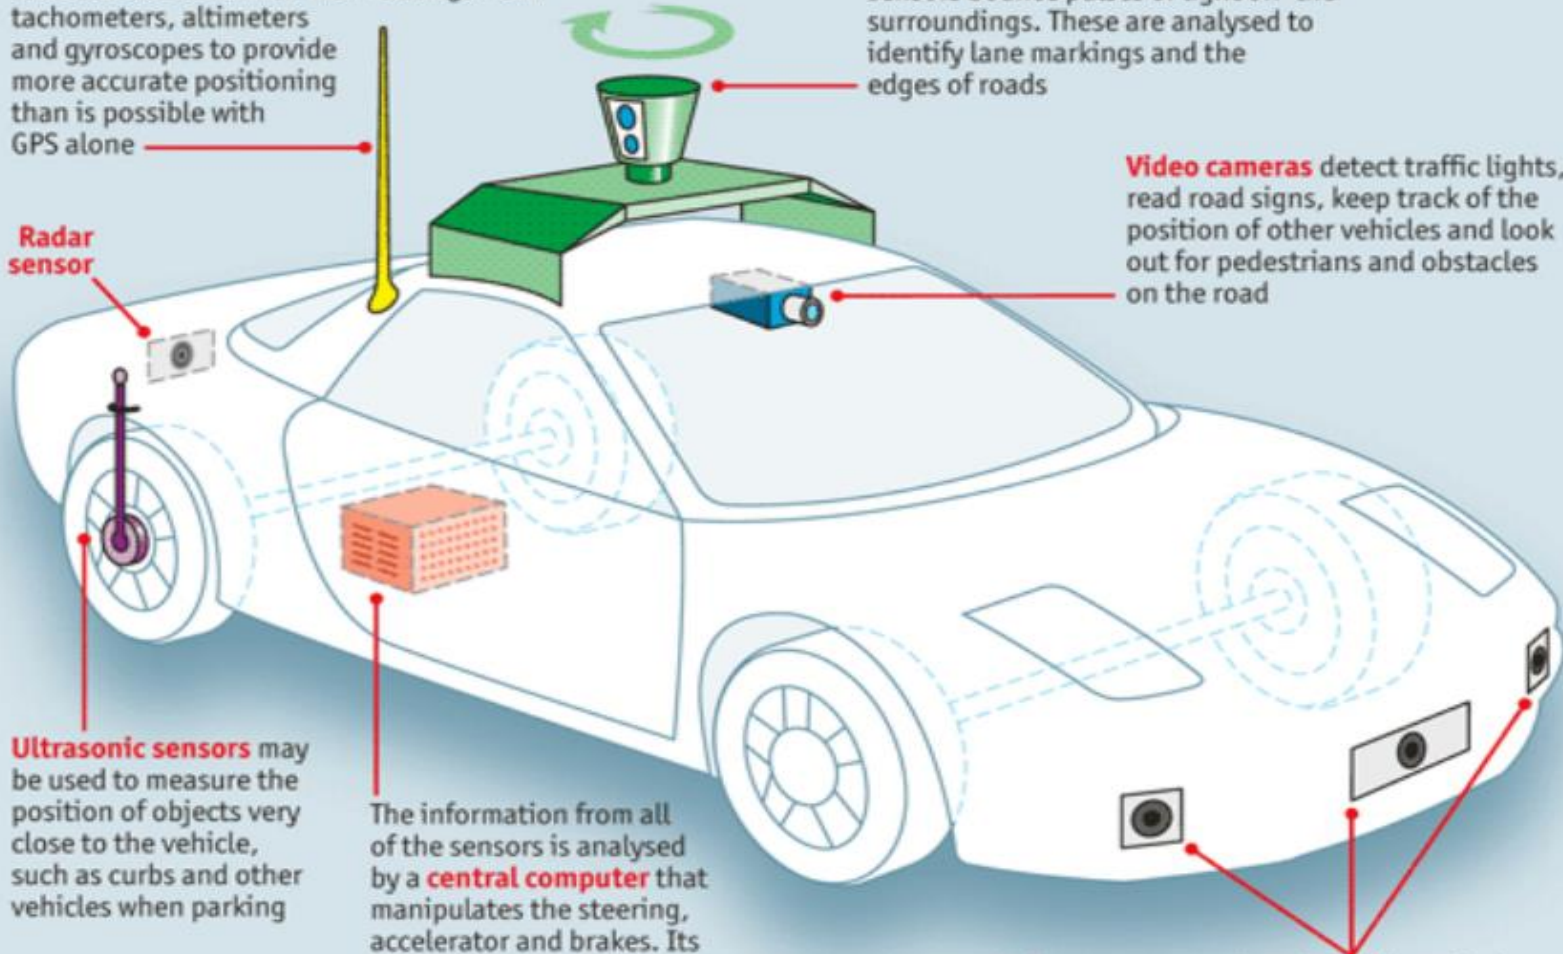 tachometers, altimeters
and gyroscopes to provide
more accurate positioning
than is possible with
GPS alone
surroundings. These are analysed to
identify lane markings and the
edges of roads
Video cameras detect traffic lights,
read road signs, keep track of the
position of other vehicles and look
out for pedestrians and obstacles
on the road
Radar
sensor
Ultrasonic sensors may
be used to measure the
position of objects very
close to the vehicle,
such as curbs and other
vehicles when parking
The information from all
of the sensors is analysed
by a central computer that
manipulates the steering,
accelerator and brakes. Its